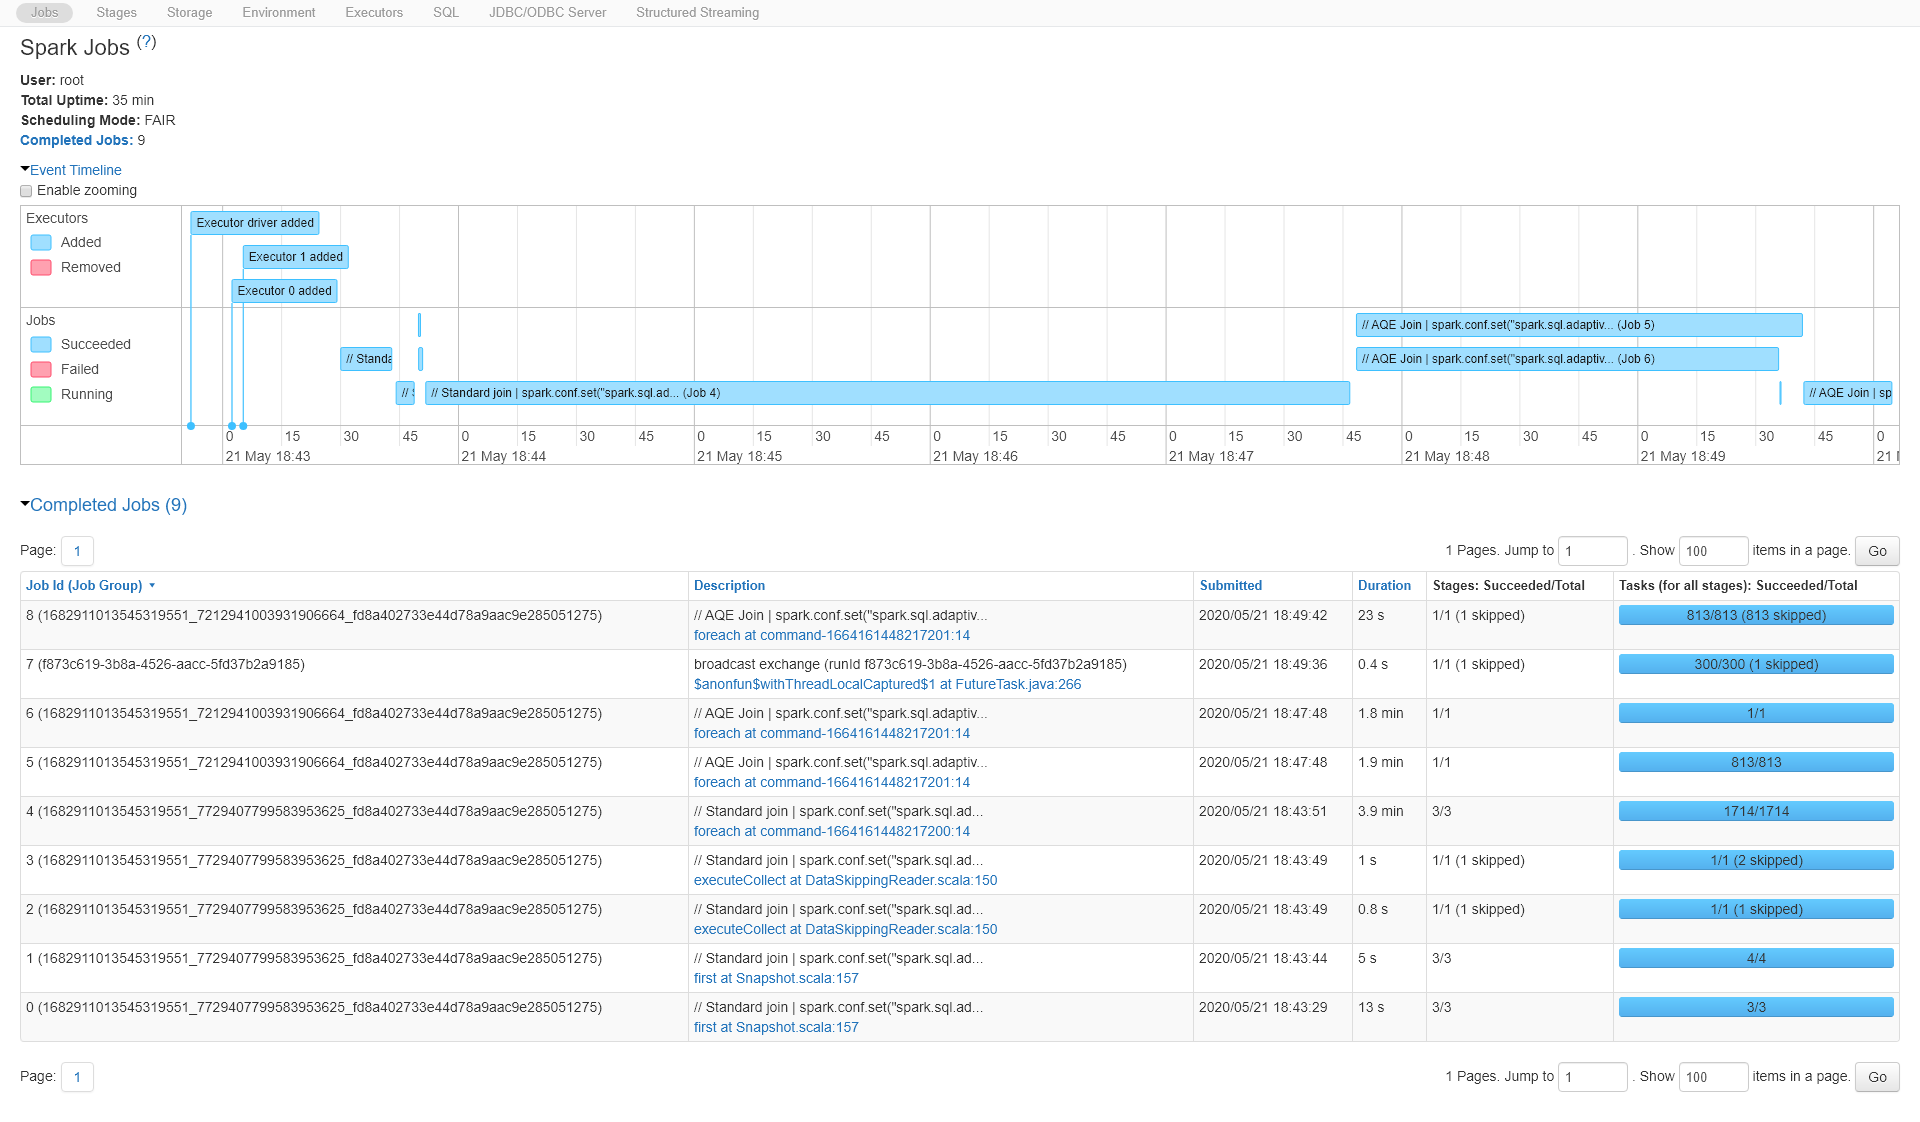 Jobs Stages Storage Environment Executors SQL JDBC/ODBC Server Structured Streaming
Spark Jobs (?)
User: root
Total Uptime: 35 min
Scheduling Mode: FAIR
Completed Jobs: 9
Event Timeline
Enable zooming
Executors
Added
Removed
Executor driver added
Executor 1 added
Executor 0 added
Jobs
Succeeded
Failed
Running
// AQE Join | spark.conf.set("spark.sql.adaptiv... (Job 5)
// Standa
// AQE Join | spark.conf.set("spark.sql.adaptiv... (Job 6)
// Standard join | spark.conf.set("spark.sql.ad... (Job 4)
// AQE Join | sp
0 15 30 45 0 15 30 45 0 15 30 45 0 15 30 45 0 15 30 45 0 15 30 45 0 15 30 45 0
21 May 18:43 21 May 18:44 21 May 18:45 21 May 18:46 21 May 18:47 21 May 18:48 21 May 18:49
Completed Jobs (9)
Page: 1 1 Pages. Jump to 1 . Show 100 items in a page. Go
Job Id (Job Group) Description Submitted Duration Stages: Succeeded/Total Tasks (for all stages): Succeeded/Total
8 (1682911013545319551_7212941003931906664_fd8a402733e44d78a9aac9e285051275) // AQE Join | spark.conf.set("spark.sql.adaptiv... 2020/05/21 18:49:42 23 s 1/1 (1 skipped) 813/813 (813 skipped)
foreach at command-1664161448217201:14
7 (f873c619-3b8a-4526-aacc-5fd37b2a9185) broadcast exchange (runId f873c619-3b8a-4526-aacc-5fd37b2a9185) 2020/05/21 18:49:36 0.4 s 1/1 (1 skipped) 300/300 (1 skipped)
$anonfun$withThreadLocalCaptured$1 at FutureTask.java:266
6 (1682911013545319551_7212941003931906664_fd8a402733e44d78a9aac9e285051275) // AQE Join | spark.conf.set("spark.sql.adaptiv... 2020/05/21 18:47:48 1.8 min 1/1 1/1
foreach at command-1664161448217201:14
5 (1682911013545319551_7212941003931906664_fd8a402733e44d78a9aac9e285051275) // AQE Join | spark.conf.set("spark.sql.adaptiv... 2020/05/21 18:47:48 1.9 min 1/1 813/813
foreach at command-1664161448217201:14
4 (1682911013545319551_7729407799583953625_fd8a402733e44d78a9aac9e285051275) // Standard join | spark.conf.set("spark.sql.ad... 2020/05/21 18:43:51 3.9 min 3/3 1714/1714
foreach at command-1664161448217200:14
3 (1682911013545319551_7729407799583953625_fd8a402733e44d78a9aac9e285051275) // Standard join | spark.conf.set("spark.sql.ad... 2020/05/21 18:43:49 1 s 1/1 (1 skipped) 1/1 (2 skipped)
executeCollect at DataSkippingReader.scala:150
2 (1682911013545319551_7729407799583953625_fd8a402733e44d78a9aac9e285051275) // Standard join | spark.conf.set("spark.sql.ad... 2020/05/21 18:43:49 0.8 s 1/1 (1 skipped) 1/1 (1 skipped)
executeCollect at DataSkippingReader.scala:150
1 (1682911013545319551_7729407799583953625_fd8a402733e44d78a9aac9e285051275) // Standard join | spark.conf.set("spark.sql.ad... 2020/05/21 18:43:44 5 s 3/3 4/4
first at Snapshot.scala:157
0 (1682911013545319551_7729407799583953625_fd8a402733e44d78a9aac9e285051275) // Standard join | spark.conf.set("spark.sql.ad... 2020/05/21 18:43:29 13 s 3/3 3/3
first at Snapshot.scala:157
Page: 1 1 Pages. Jump to 1 . Show 100 items in a page. Go